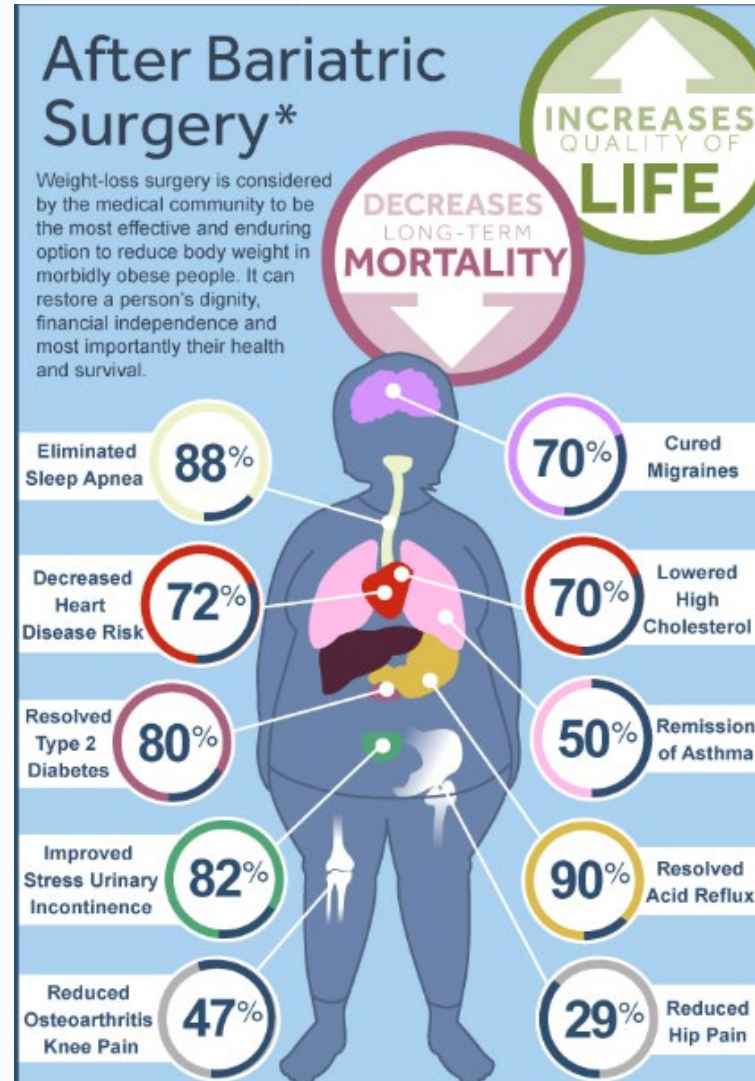 After Bariatric
Surgery*
Weight-loss surgery is considered
by the medical community to be
the most effective and enduring
option to reduce body weight in
morbidly obese people. It can
restore a person's dignity,
financial independence and
most importantly their health
and survival.
INCREASES
QUALITY OF
LIFE
DECREASES
LONG-TERM
MORTALITY
Eliminated
Sleep Apnea
88%
70%
Cured
Migraines
Decreased
Heart
Disease Risk
72%
70%
Lowered
High
Cholesterol
Resolved
Type 2
Diabetes
80%
50%
Remission
of Asthma
Improved
Stress Urinary
Incontinence
82%
90%
Resolved
Acid Reflux
Reduced
Osteoarthritis
Knee Pain
47%
29%
Reduced
Hip Pain